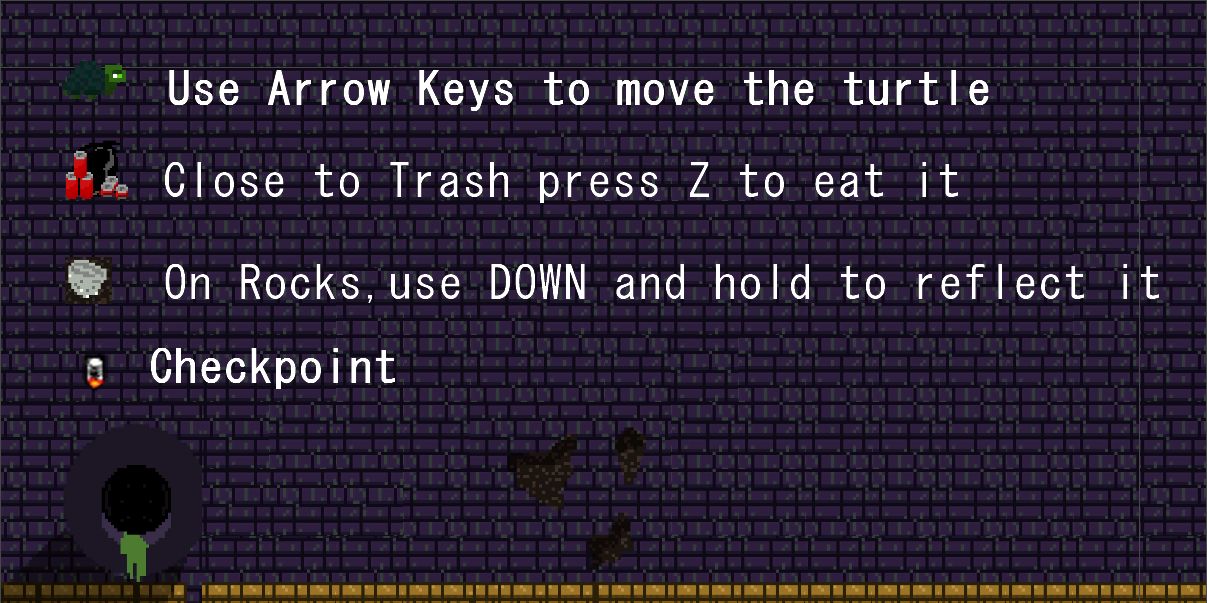 Use Arrow Keys to move the turtle
Close to Trash press Z to eat it
On Rocks,use DOWN and hold to reflect it
Checkpoint